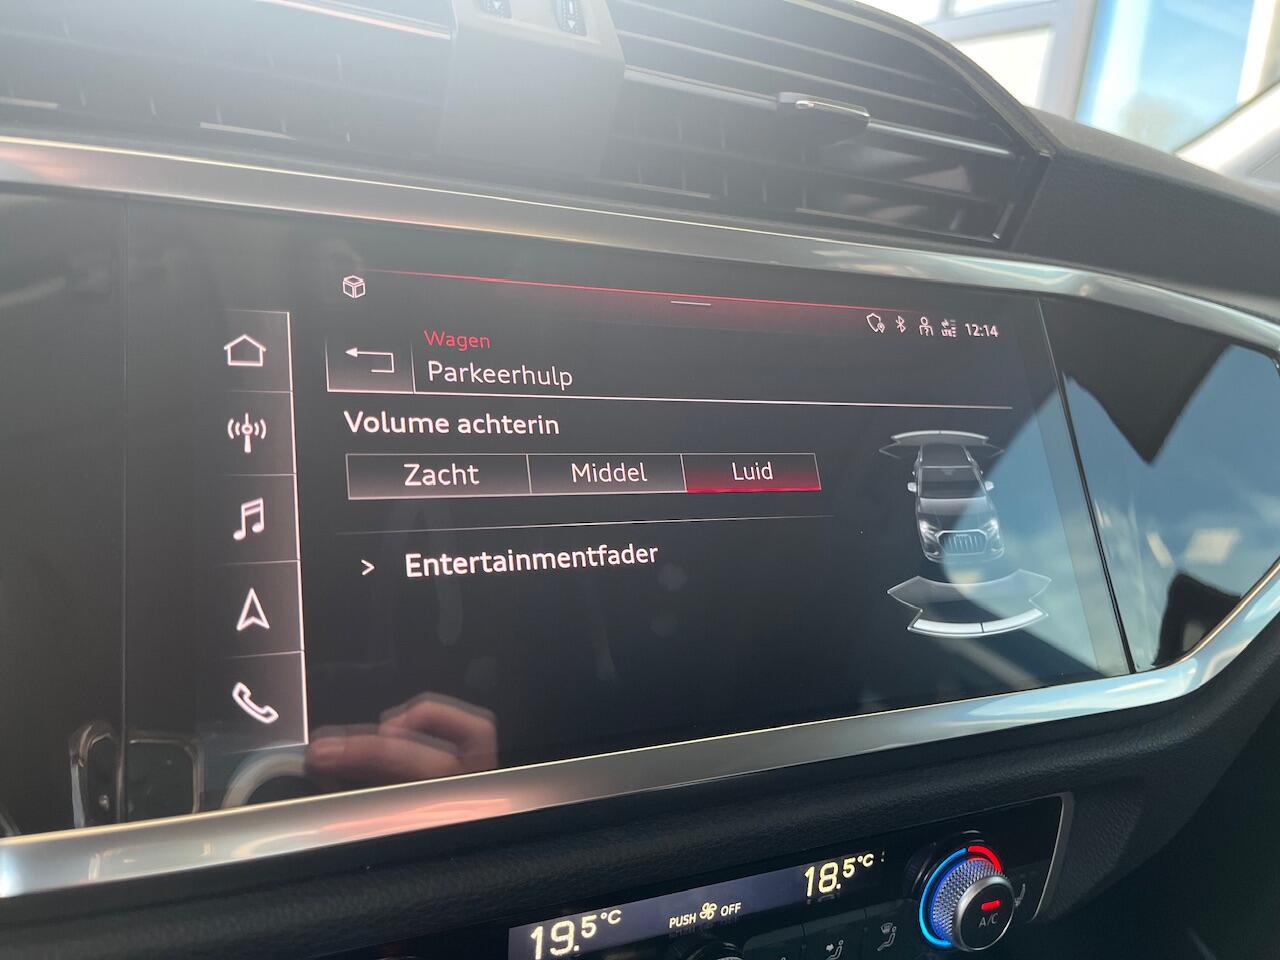 12:14
Wagen
Parkeerhulp
Volume achterin
Zacht Middel Luid
> Entertainmentfader
19.5°C PUSH OFF 18.5°C
A/C